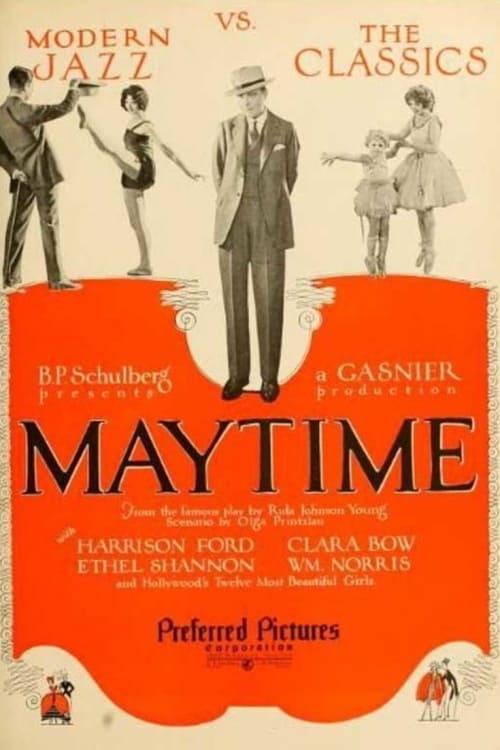 MODERN JAZZ
VS.
THE CLASSICS
B.P. Schulberg
presents
a GASNIER
production
MAYTIME
From the famous play by Rida Johnson Young
Scenario by Olga Printzlau
with
HARRISON FORD CLARA BOW
ETHEL SHANNON WM. NORRIS
and Hollywood's Twelve Most Beautiful Girls.
Preferred Pictures
Corporation